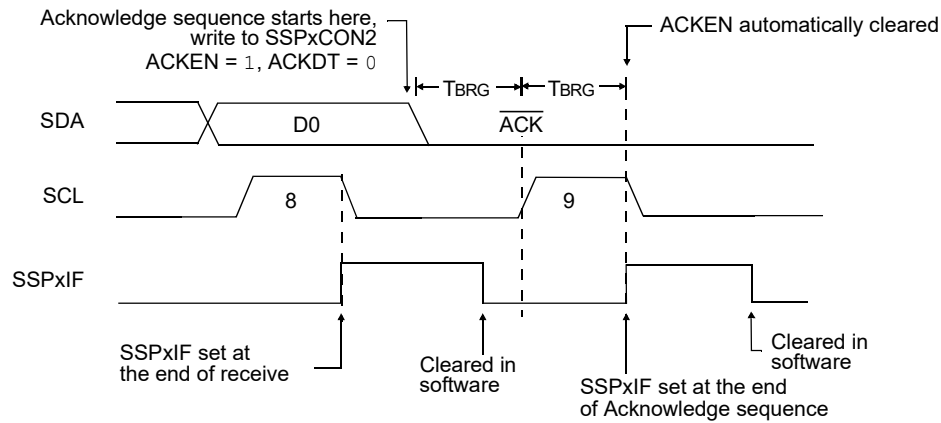 Acknowledge sequence starts here,
write to SSPxCON2
ACKEN = 1, ACKDT = 0
ACKEN automatically cleared
TBRG
TBRG
SDA
D0
ACK
SCL
8
9
SSPxIF
SSPxIF set at
the end of receive
Cleared in
software
SSPxIF set at the end
of Acknowledge sequence
Cleared in
software